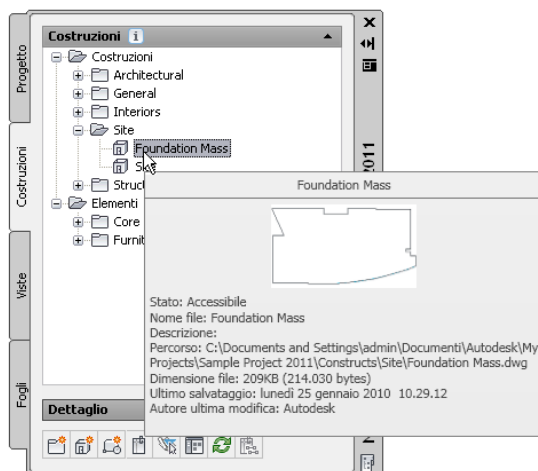 Costruzioni
Progetto
Costruzioni
Viste
Fogli
Costruzioni
Architectural
General
Interiors
Site
Foundation Mass
Elementi
Core
Foundation Mass
Stato: Accessibile
Nome file: Foundation Mass
Descrizione:
Percorso: C:\Documents and Settings\admin\Documenti\Autodesk\My
Projects\Sample Project 2011\Constructs\Site\Foundation Mass.dwg
Dimensione file: 209KB (214.030 bytes)
Ultimo salvataggio: lunedì 25 gennaio 2010 10.29.12
Autore ultima modifica: Autodesk
Dettaglio
2011